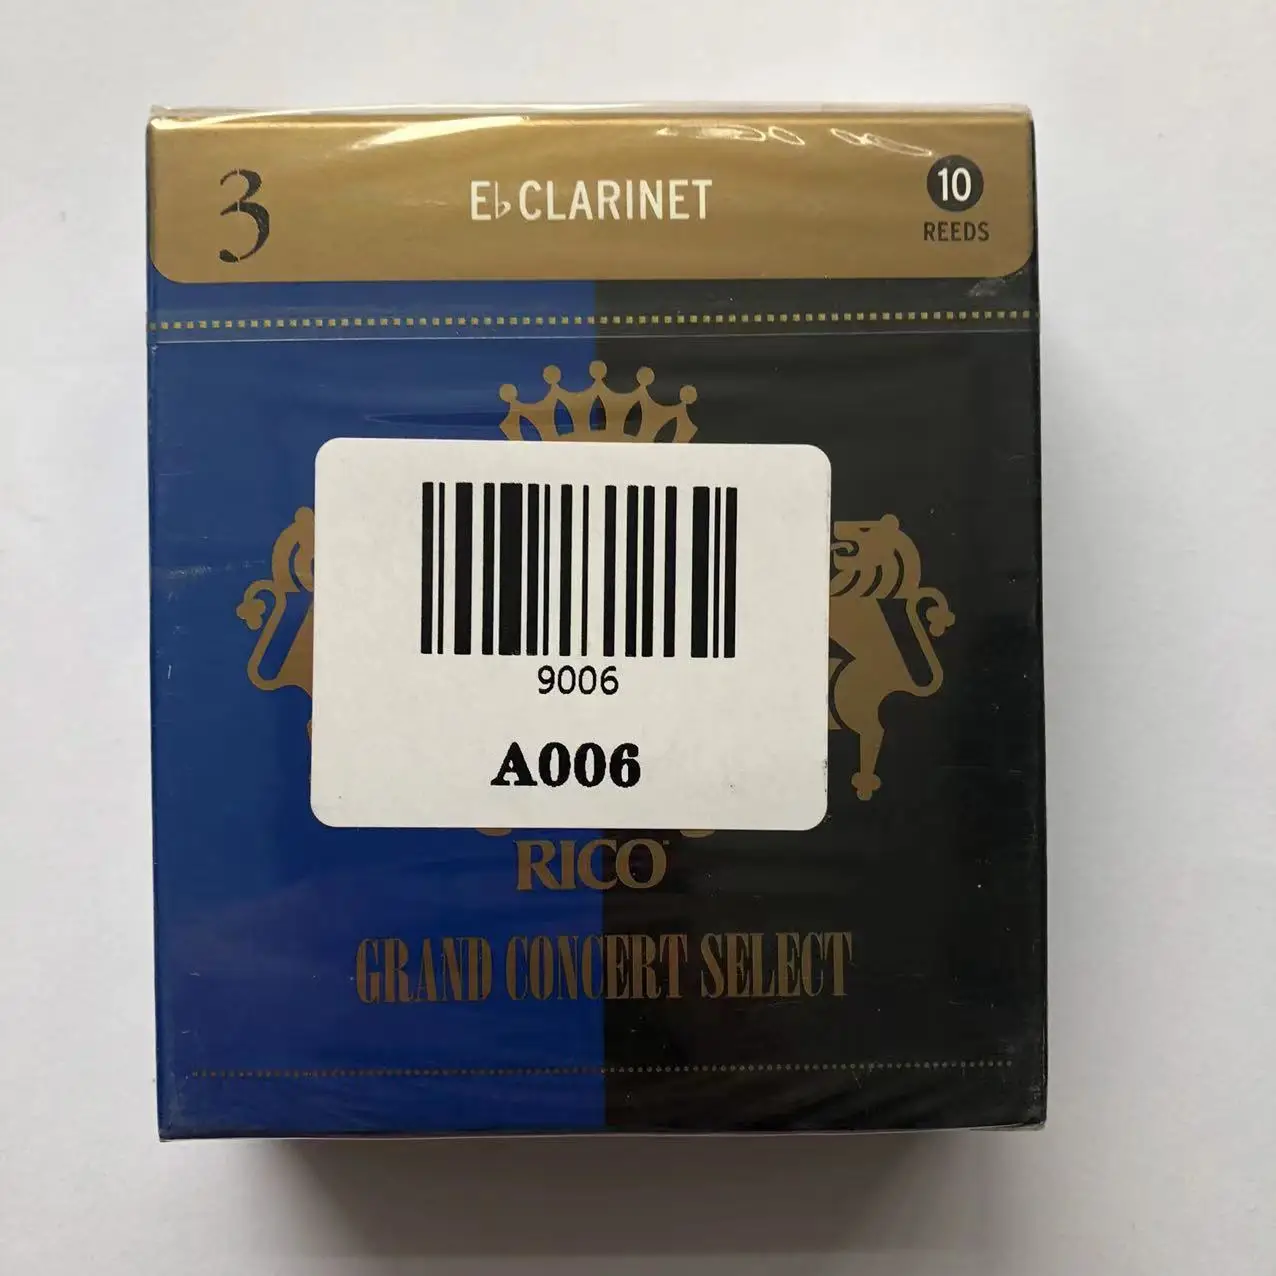 3
E♭ CLARINET
10
REEDS
9006
A006
RICO
GRAND CONCERT SELECT